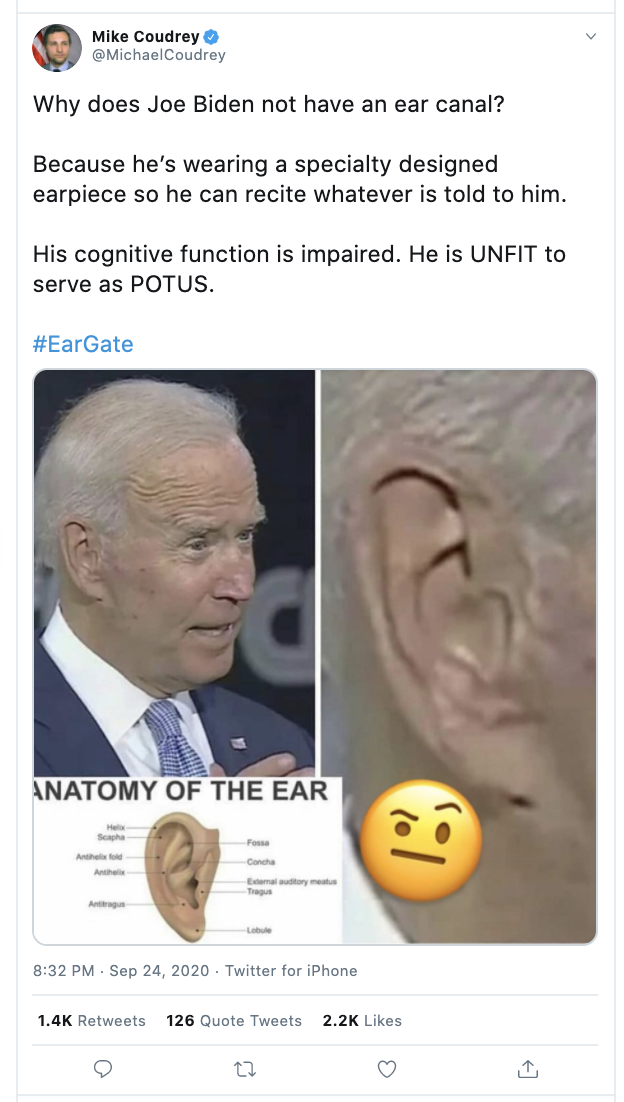 Mike Coudrey
@MichaelCoudrey
Why does Joe Biden not have an ear canal?
Because he’s wearing a specialty designed
earpiece so he can recite whatever is told to him.
His cognitive function is impaired. He is UNFIT to
serve as POTUS.
#EarGate
ANATOMY OF THE EAR
Helix
Scapha
Antihelix fold
Antihelix
Antitragus
Fossa
Concha
External auditory meatus
Tragus
Lobule
8:32 PM · Sep 24, 2020 · Twitter for iPhone
1.4K Retweets 126 Quote Tweets 2.2K Likes